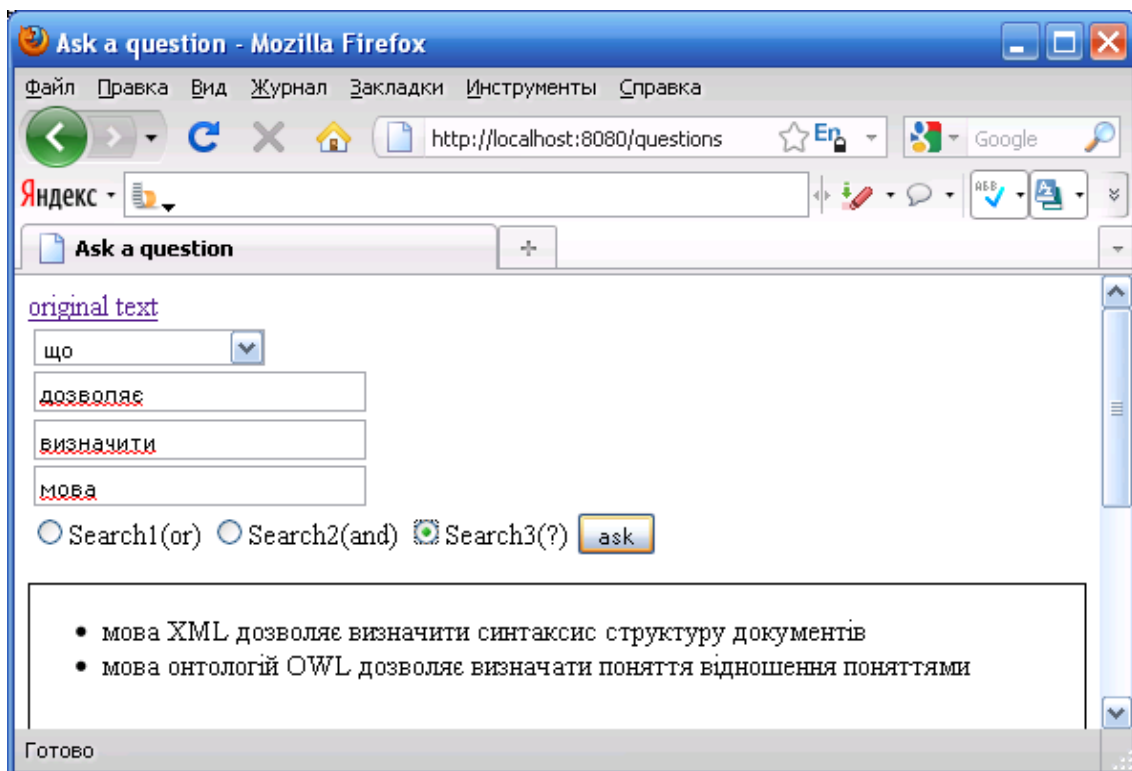 Ask a question - Mozilla Firefox
Файл Правка Вид Журнал Закладки Инструменты Справка
http://localhost:8080/questions En Google
Яндекс АБВ
Ask a question
original text
що
дозволяє
визначити
мова
Search1(or) Search2(and) Search3(?) ask
• мова XML дозволяє визначити синтаксис структуру документів
• мова онтологій OWL дозволяє визначати поняття відношення поняттями
Готово